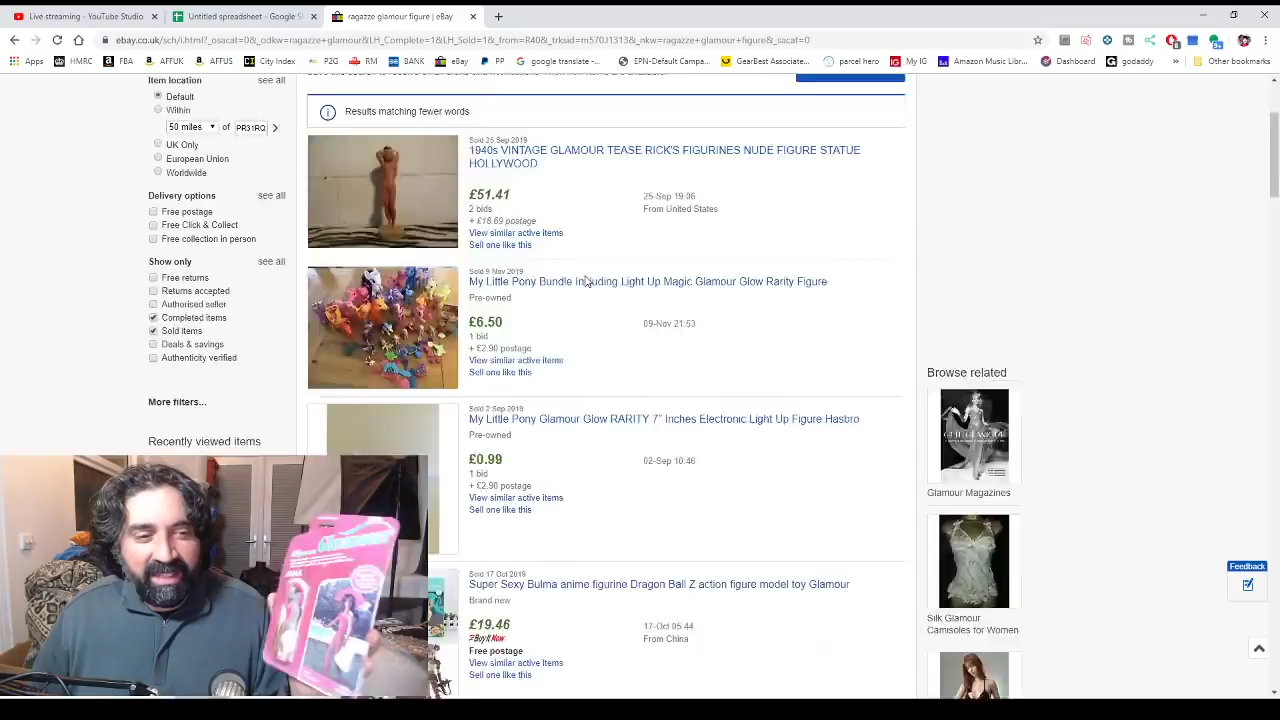 Live streaming - YouTube Studio
Untitled spreadsheet - Google S
ragazze glamour figure | eBay
ebay.co.uk/sch/i.html?_osacat=0&_odkw=ragazze+glamour&LH_Complete=1&LH_Sold=1&_from=R40&_trksid=m570.l1313&_nkw=ragazze+glamour+figure&_sacat=0
Apps HMRC FBA AFFUK AFFUS City Index P2G RM BANK eBay PP google translate -... EPN-Default Campa... GearBest Associate... parcel hero My IG Amazon Music Libr... Dashboard godaddy » Other bookmarks
Item location see all
Default
Within
50 miles of PR31RQ
UK Only
European Union
Worldwide
Delivery options see all
Free postage
Free Click & Collect
Free collection in person
Show only see all
Free returns
Returns accepted
Authorised seller
Completed items
Sold items
Deals & savings
Authenticity verified
More filters...
Recently viewed items
Results matching fewer words
Sold 25 Sep 2019
1940s VINTAGE GLAMOUR TEASE RICK'S FIGURINES NUDE FIGURE STATUE
HOLLYWOOD
£51.41 25-Sep 19:06
2 bids From United States
+ £18.69 postage
View similar active items
Sell one like this
Sold 9 Nov 2019
My Little Pony Bundle Including Light Up Magic Glamour Glow Rarity Figure
Pre-owned
£6.50 09-Nov 21:53
1 bid
+ £2.90 postage
View similar active items
Sell one like this
Sold 2 Sep 2019
My Little Pony Glamour Glow RARITY 7" Inches Electronic Light Up Figure Hasbro
Pre-owned
£0.99 02-Sep 10:46
1 bid
+ £2.90 postage
View similar active items
Sell one like this
Sold 17 Oct 2019
Super Sexy Bulma anime figurine Dragon Ball Z action figure model toy Glamour
Brand new
£19.46 17-Oct 05:44
Buy It Now From China
Free postage
View similar active items
Sell one like this
Browse related
Glamour Magazines
Silk Glamour
Camisoles for Women
Feedback
Glamour